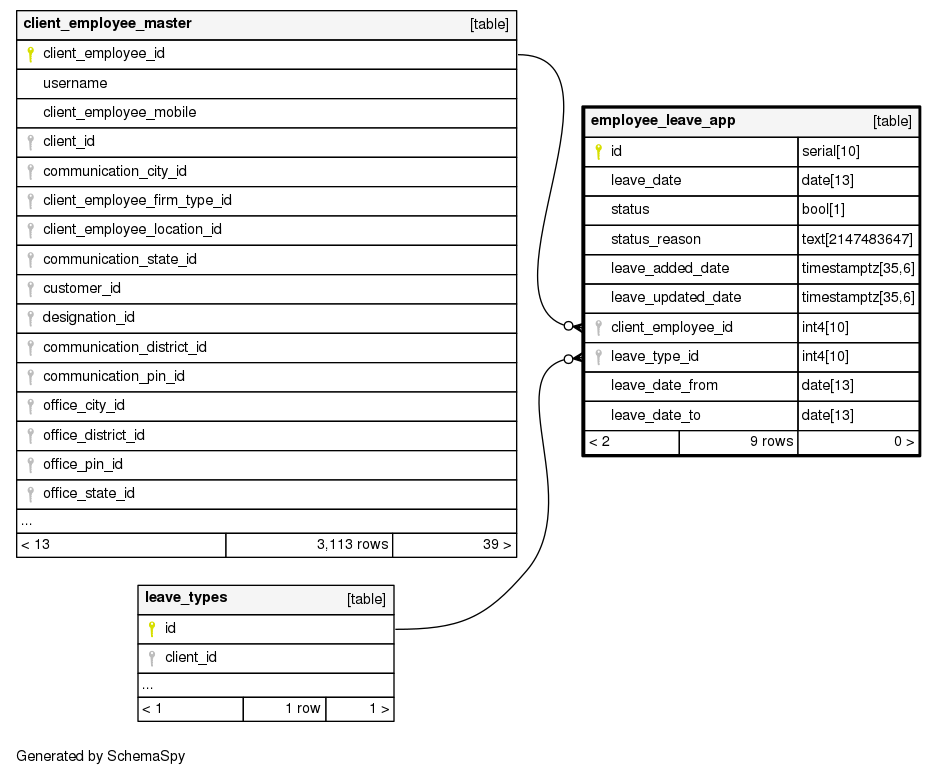 client_employee_master [table]
client_employee_id
username
client_employee_mobile
client_id
communication_city_id
client_employee_firm_type_id
client_employee_location_id
communication_state_id
customer_id
designation_id
communication_district_id
communication_pin_id
office_city_id
office_district_id
office_pin_id
office_state_id
...
< 13 3,113 rows 39 >
employee_leave_app [table]
id serial[10]
leave_date date[13]
status bool[1]
status_reason text[2147483647]
leave_added_date timestamptz[35,6]
leave_updated_date timestamptz[35,6]
client_employee_id int4[10]
leave_type_id int4[10]
leave_date_from date[13]
leave_date_to date[13]
< 2 9 rows 0 >
leave_types [table]
id
client_id
...
< 1 1 row 1 >
Generated by SchemaSpy